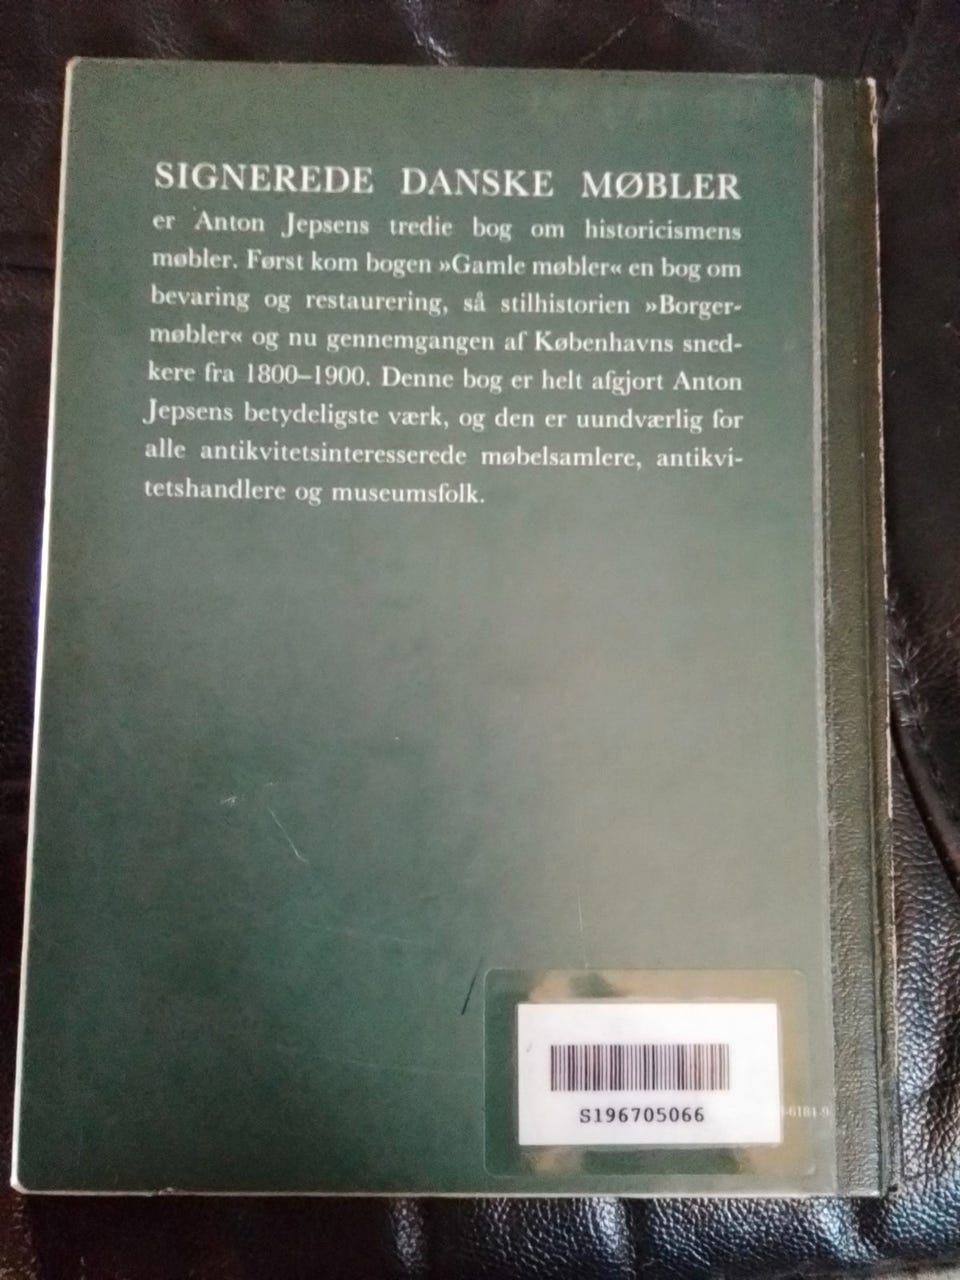 SIGNEREDE DANSKE MØBLER
er Anton Jepsens tredie bog om historicismens
møbler. Først kom bogen »Gamle møbler« en bog om
bevaring og restaurering, så stilhistorien »Borger-
møbler« og nu gennemgangen af Københavns sned-
kere fra 1800–1900. Denne bog er helt afgjort Anton
Jepsens betydeligste værk, og den er uundværlig for
alle antikvitetsinteresserede møbelsamlere, antikvi-
tetshandlere og museumsfolk.
S196705066
-6181-9